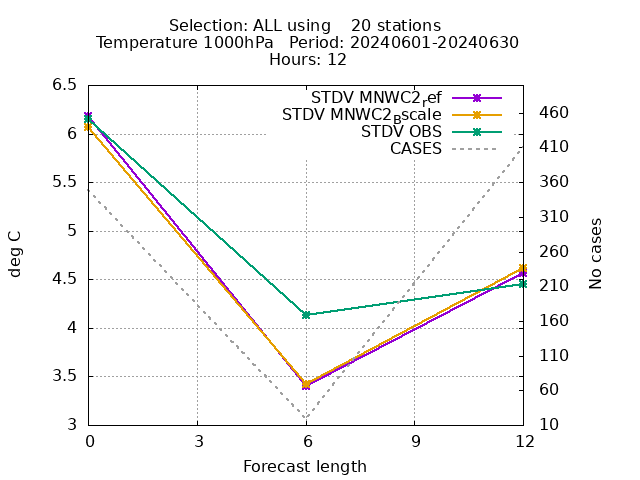 Selection: ALL using    20 stations
Temperature 1000hPa   Period: 20240601-20240630
Hours: 12
STDV MNWC2_ref
STDV MNWC2_Bscale
STDV OBS
CASES
6.5
6
5.5
5
4.5
4
3.5
3
460
410
360
310
260
210
160
110
60
10
deg C
No cases
0 3 6 9 12
Forecast length